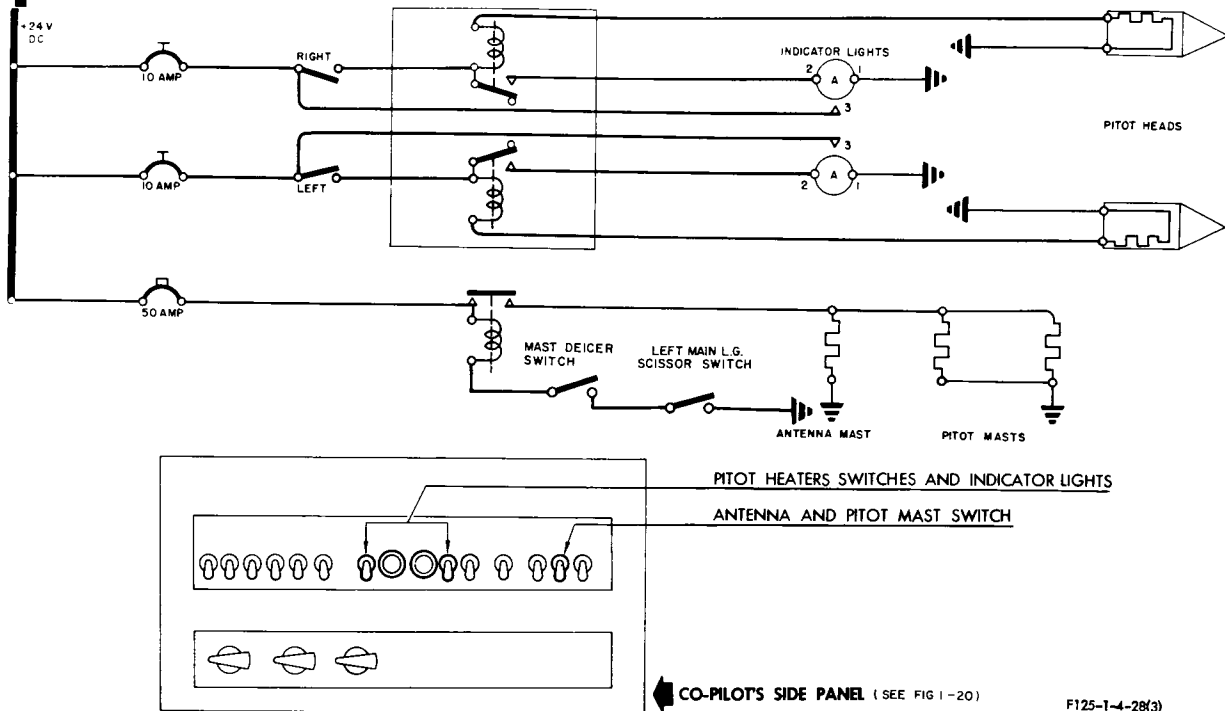 +24 V
DC
10 AMP
RIGHT
INDICATOR LIGHTS
2
A
1
3
PITOT HEADS
3
10 AMP
LEFT
2
A
1
50 AMP
MAST DEICER
SWITCH
LEFT MAIN L.G.
SCISSOR SWITCH
ANTENNA MAST
PITOT MASTS
PITOT HEATERS SWITCHES AND INDICATOR LIGHTS
ANTENNA AND PITOT MAST SWITCH
CO-PILOT'S SIDE PANEL (SEE FIG 1-20)
F125-1-4-28(3)